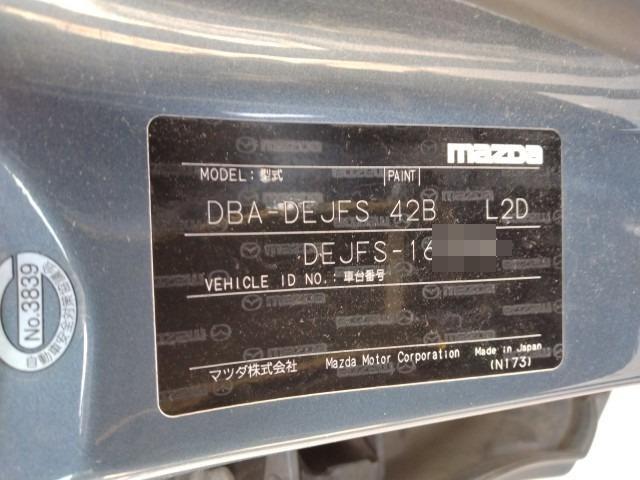 mazda
MODEL: 型式 PAINT
DBA-DEJFS 42B L2D
DEJFS-16
VEHICLE ID NO.: 車台番号
マツダ株式会社 Mazda Motor Corporation Made in Japan
(N173)
No.3839